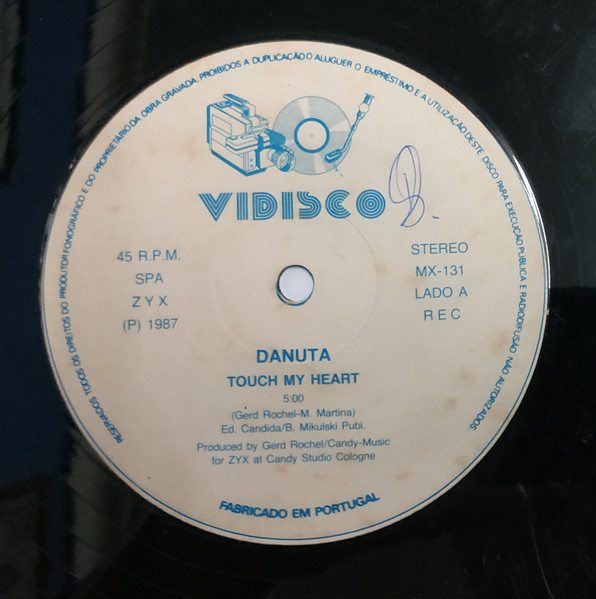 RESERVADOS TODOS OS DIREITOS DO PRODUTOR FONOGRÁFICO E DO PROPRIETÁRIO DA OBRA GRAVADA. PROIBIDOS A DUPLICAÇÃO O ALUGUER O EMPRÉSTIMO E A UTILIZAÇÃO DESTE DISCO PARA EXECUÇÃO PUBLICA E RADIODIFUSÃO NÃO AUTORIZADOS.
VIDISCO
45 R.P.M.
SPA
ZYX
(P) 1987
STEREO
MX-131
LADO A
REC
DANUTA
TOUCH MY HEART
5:00
(Gerd Rochel-M. Martina)
Ed. Candida/B. Mikulski Pubi.
Produced by Gerd Rochel/Candy-Music
for ZYX at Candy Studio Cologne
FABRICADO EM PORTUGAL